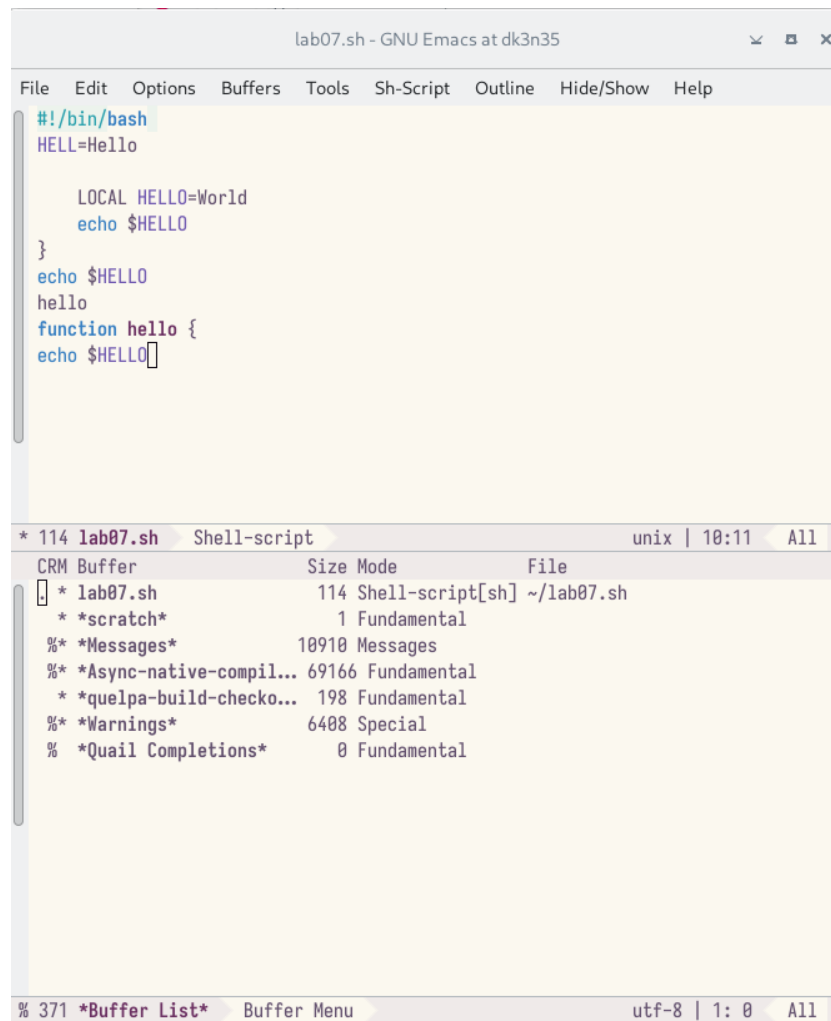 lab07.sh - GNU Emacs at dk3n35
File Edit Options Buffers Tools Sh-Script Outline Hide/Show Help
#!/bin/bash
HELL=Hello
LOCAL HELLO=World
echo $HELLO
}
echo $HELLO
hello
function hello {
echo $HELLO
* 114 lab07.sh Shell-script unix | 10:11 All
CRM Buffer Size Mode File
. * lab07.sh 114 Shell-script[sh] ~/lab07.sh
* *scratch* 1 Fundamental
%* *Messages* 10910 Messages
%* *Async-native-compil... 69166 Fundamental
* *quelpa-build-checko... 198 Fundamental
%* *Warnings* 6408 Special
% *Quail Completions* 0 Fundamental
% 371 *Buffer List* Buffer Menu utf-8 | 1: 0 All